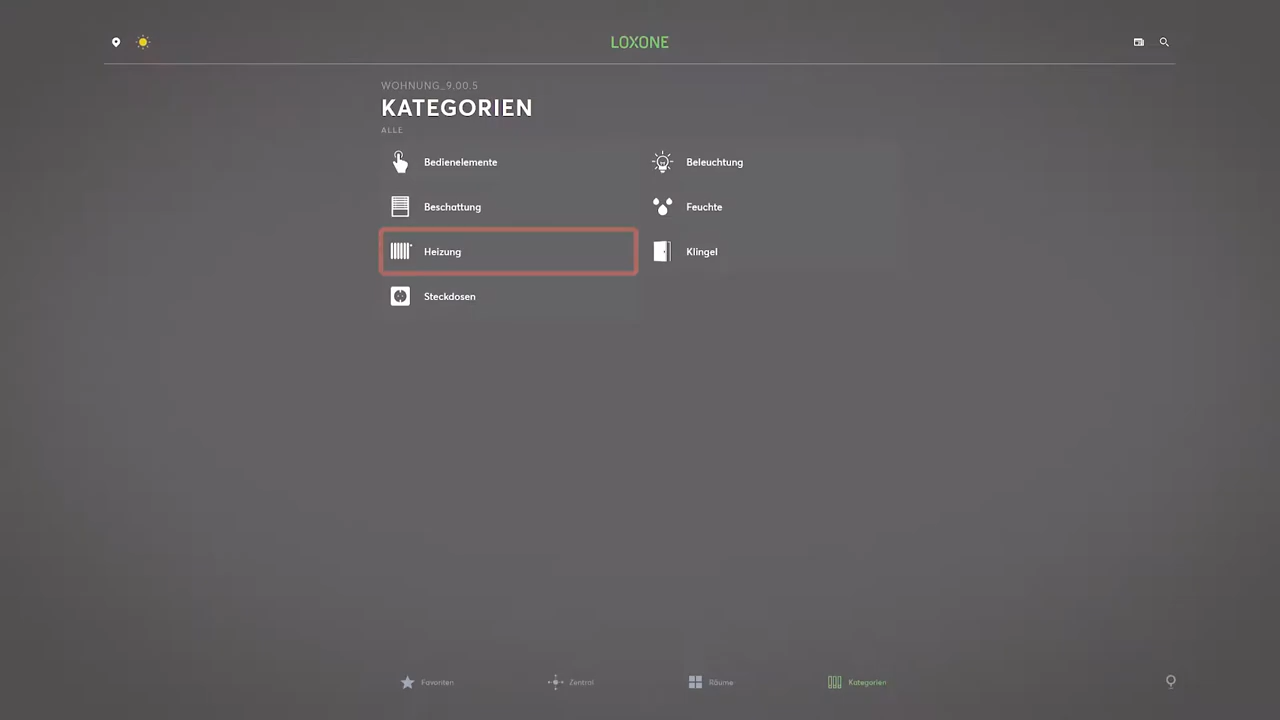 LOXONE
WOHNUNG_9.00.5
KATEGORIEN
ALLE
Bedienelemente
Beleuchtung
Beschattung
Feuchte
Heizung
Klingel
Steckdosen
Favoriten
Zentral
Räume
Kategorien